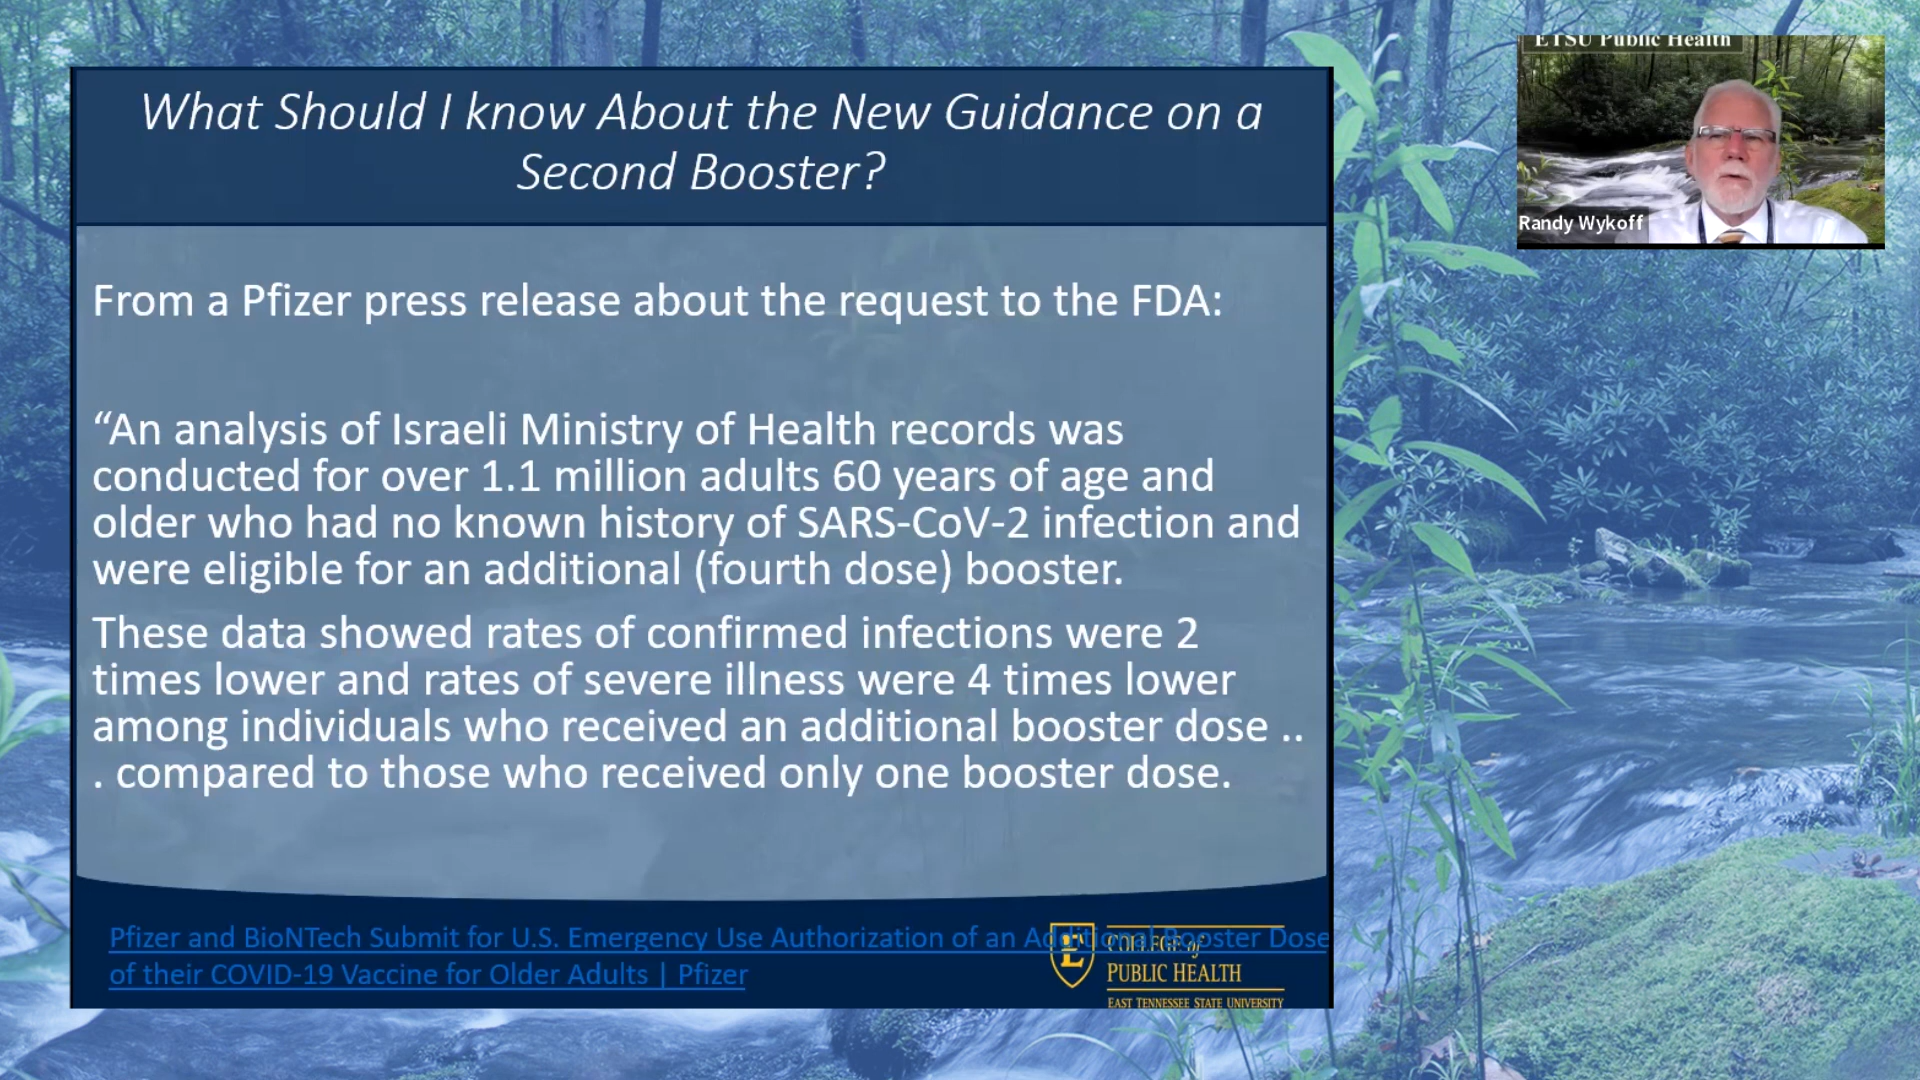 ETSU Public Health
What Should I know About the New Guidance on a
Second Booster?
Randy Wykoff
From a Pfizer press release about the request to the FDA:
“An analysis of Israeli Ministry of Health records was
conducted for over 1.1 million adults 60 years of age and
older who had no known history of SARS-CoV-2 infection and
were eligible for an additional (fourth dose) booster.
These data showed rates of confirmed infections were 2
times lower and rates of severe illness were 4 times lower
among individuals who received an additional booster dose ..
. compared to those who received only one booster dose.
Pfizer and BioNTech Submit for U.S. Emergency Use Authorization of an Additional Booster Dose
of their COVID-19 Vaccine for Older Adults | Pfizer
E
COLLEGE of
PUBLIC HEALTH
EAST TENNESSEE STATE UNIVERSITY